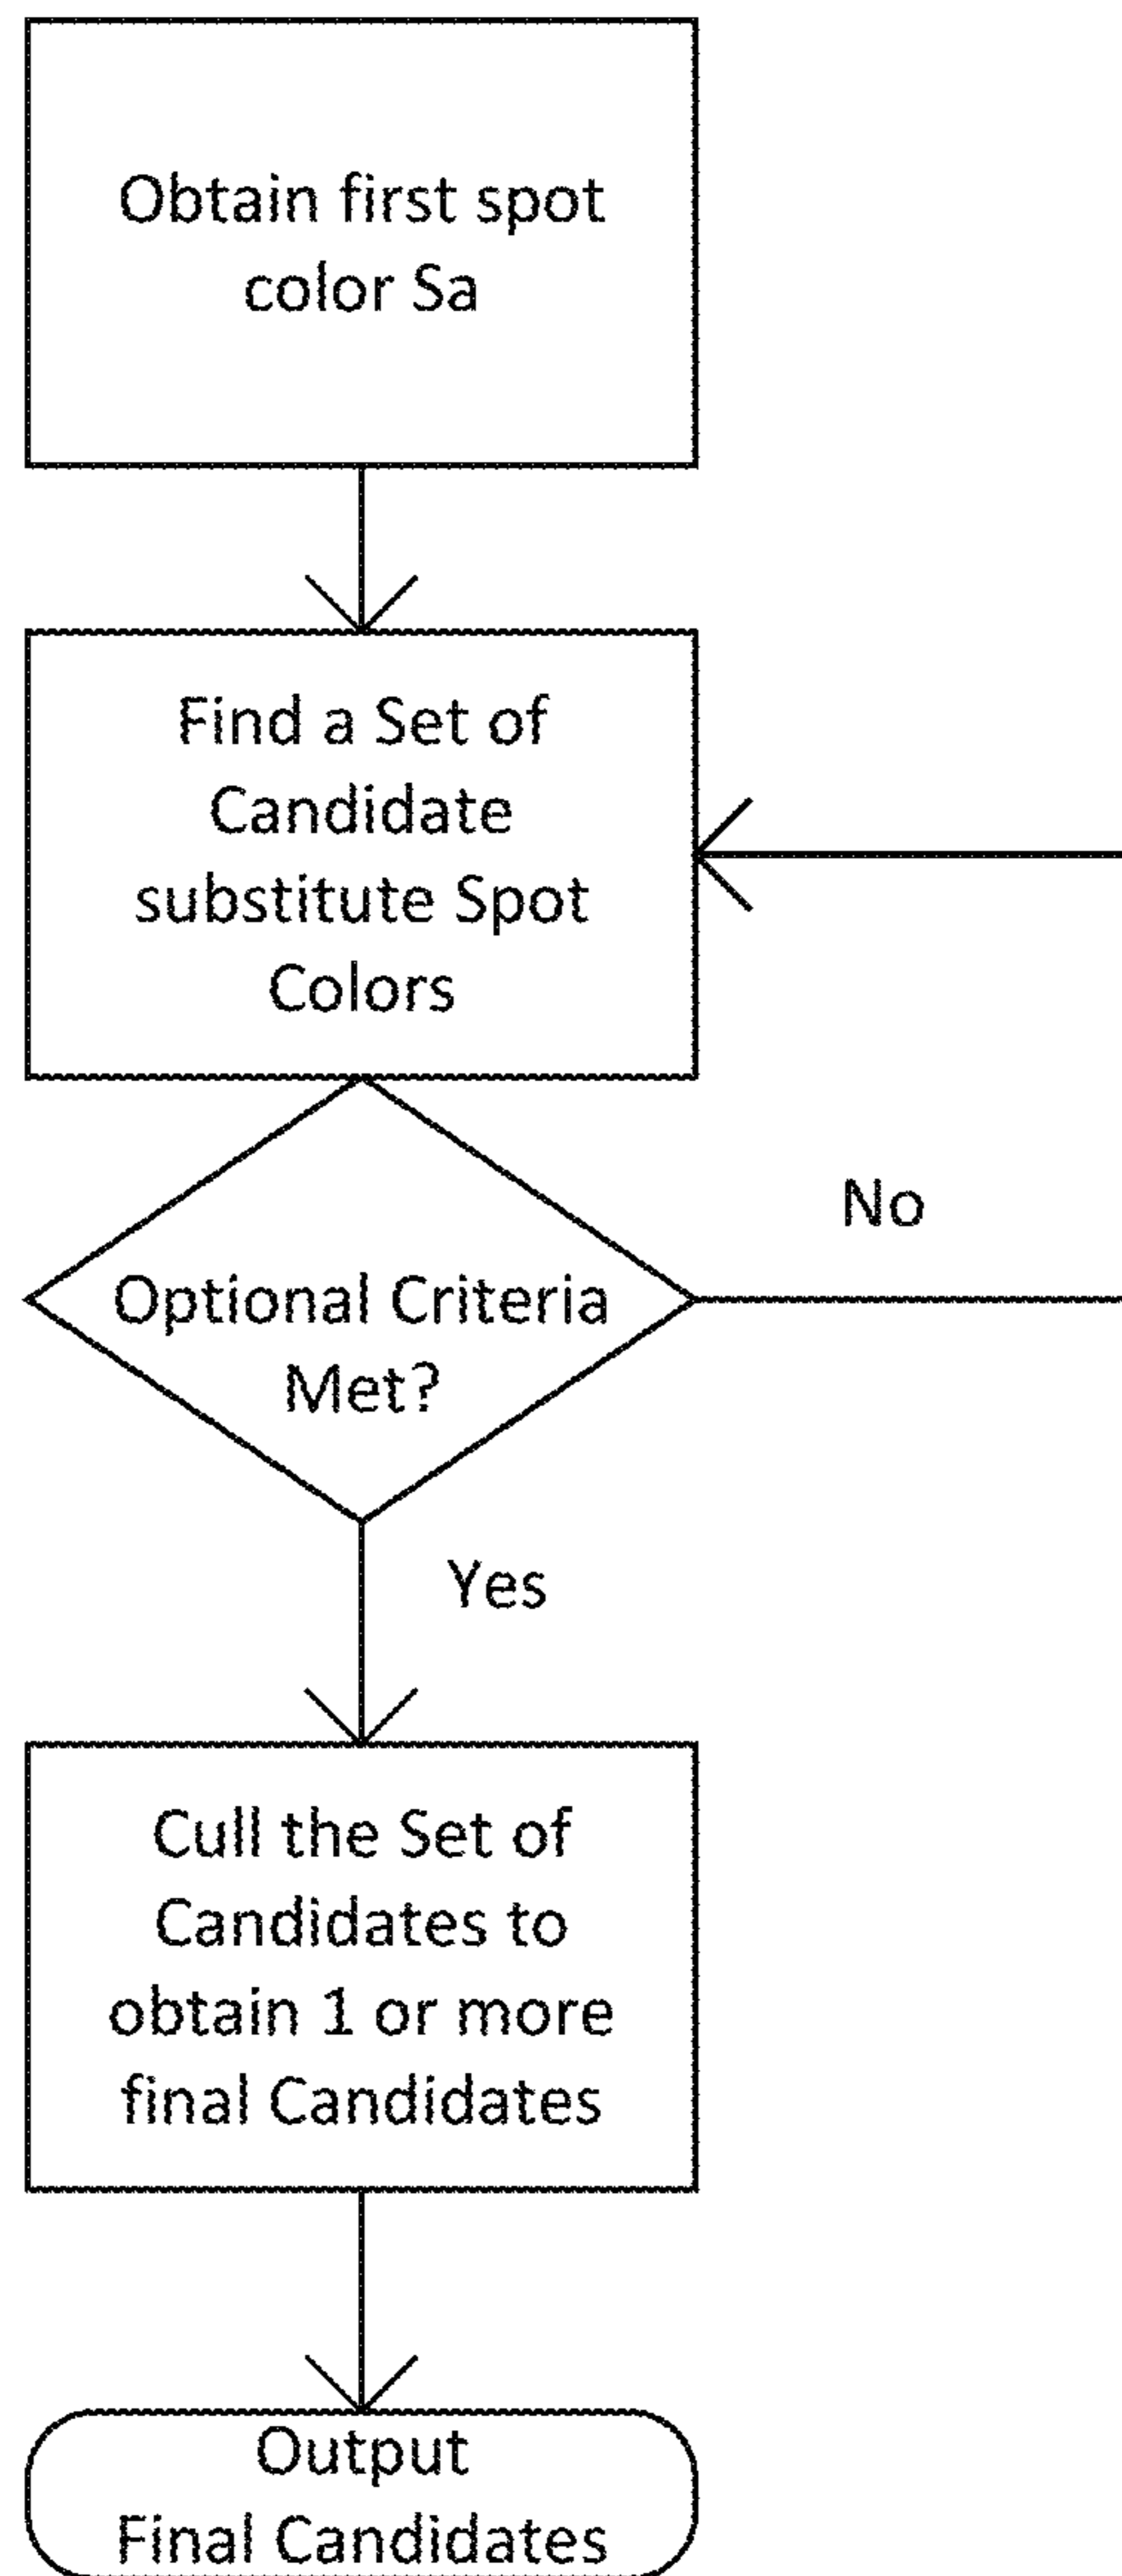 Obtain first spot
color Sa
Find a Set of
Candidate
substitute Spot
Colors
No
Optional Criteria
Met?
Yes
Cull the Set of
Candidates to
obtain 1 or more
final Candidates
Output
Final Candidates